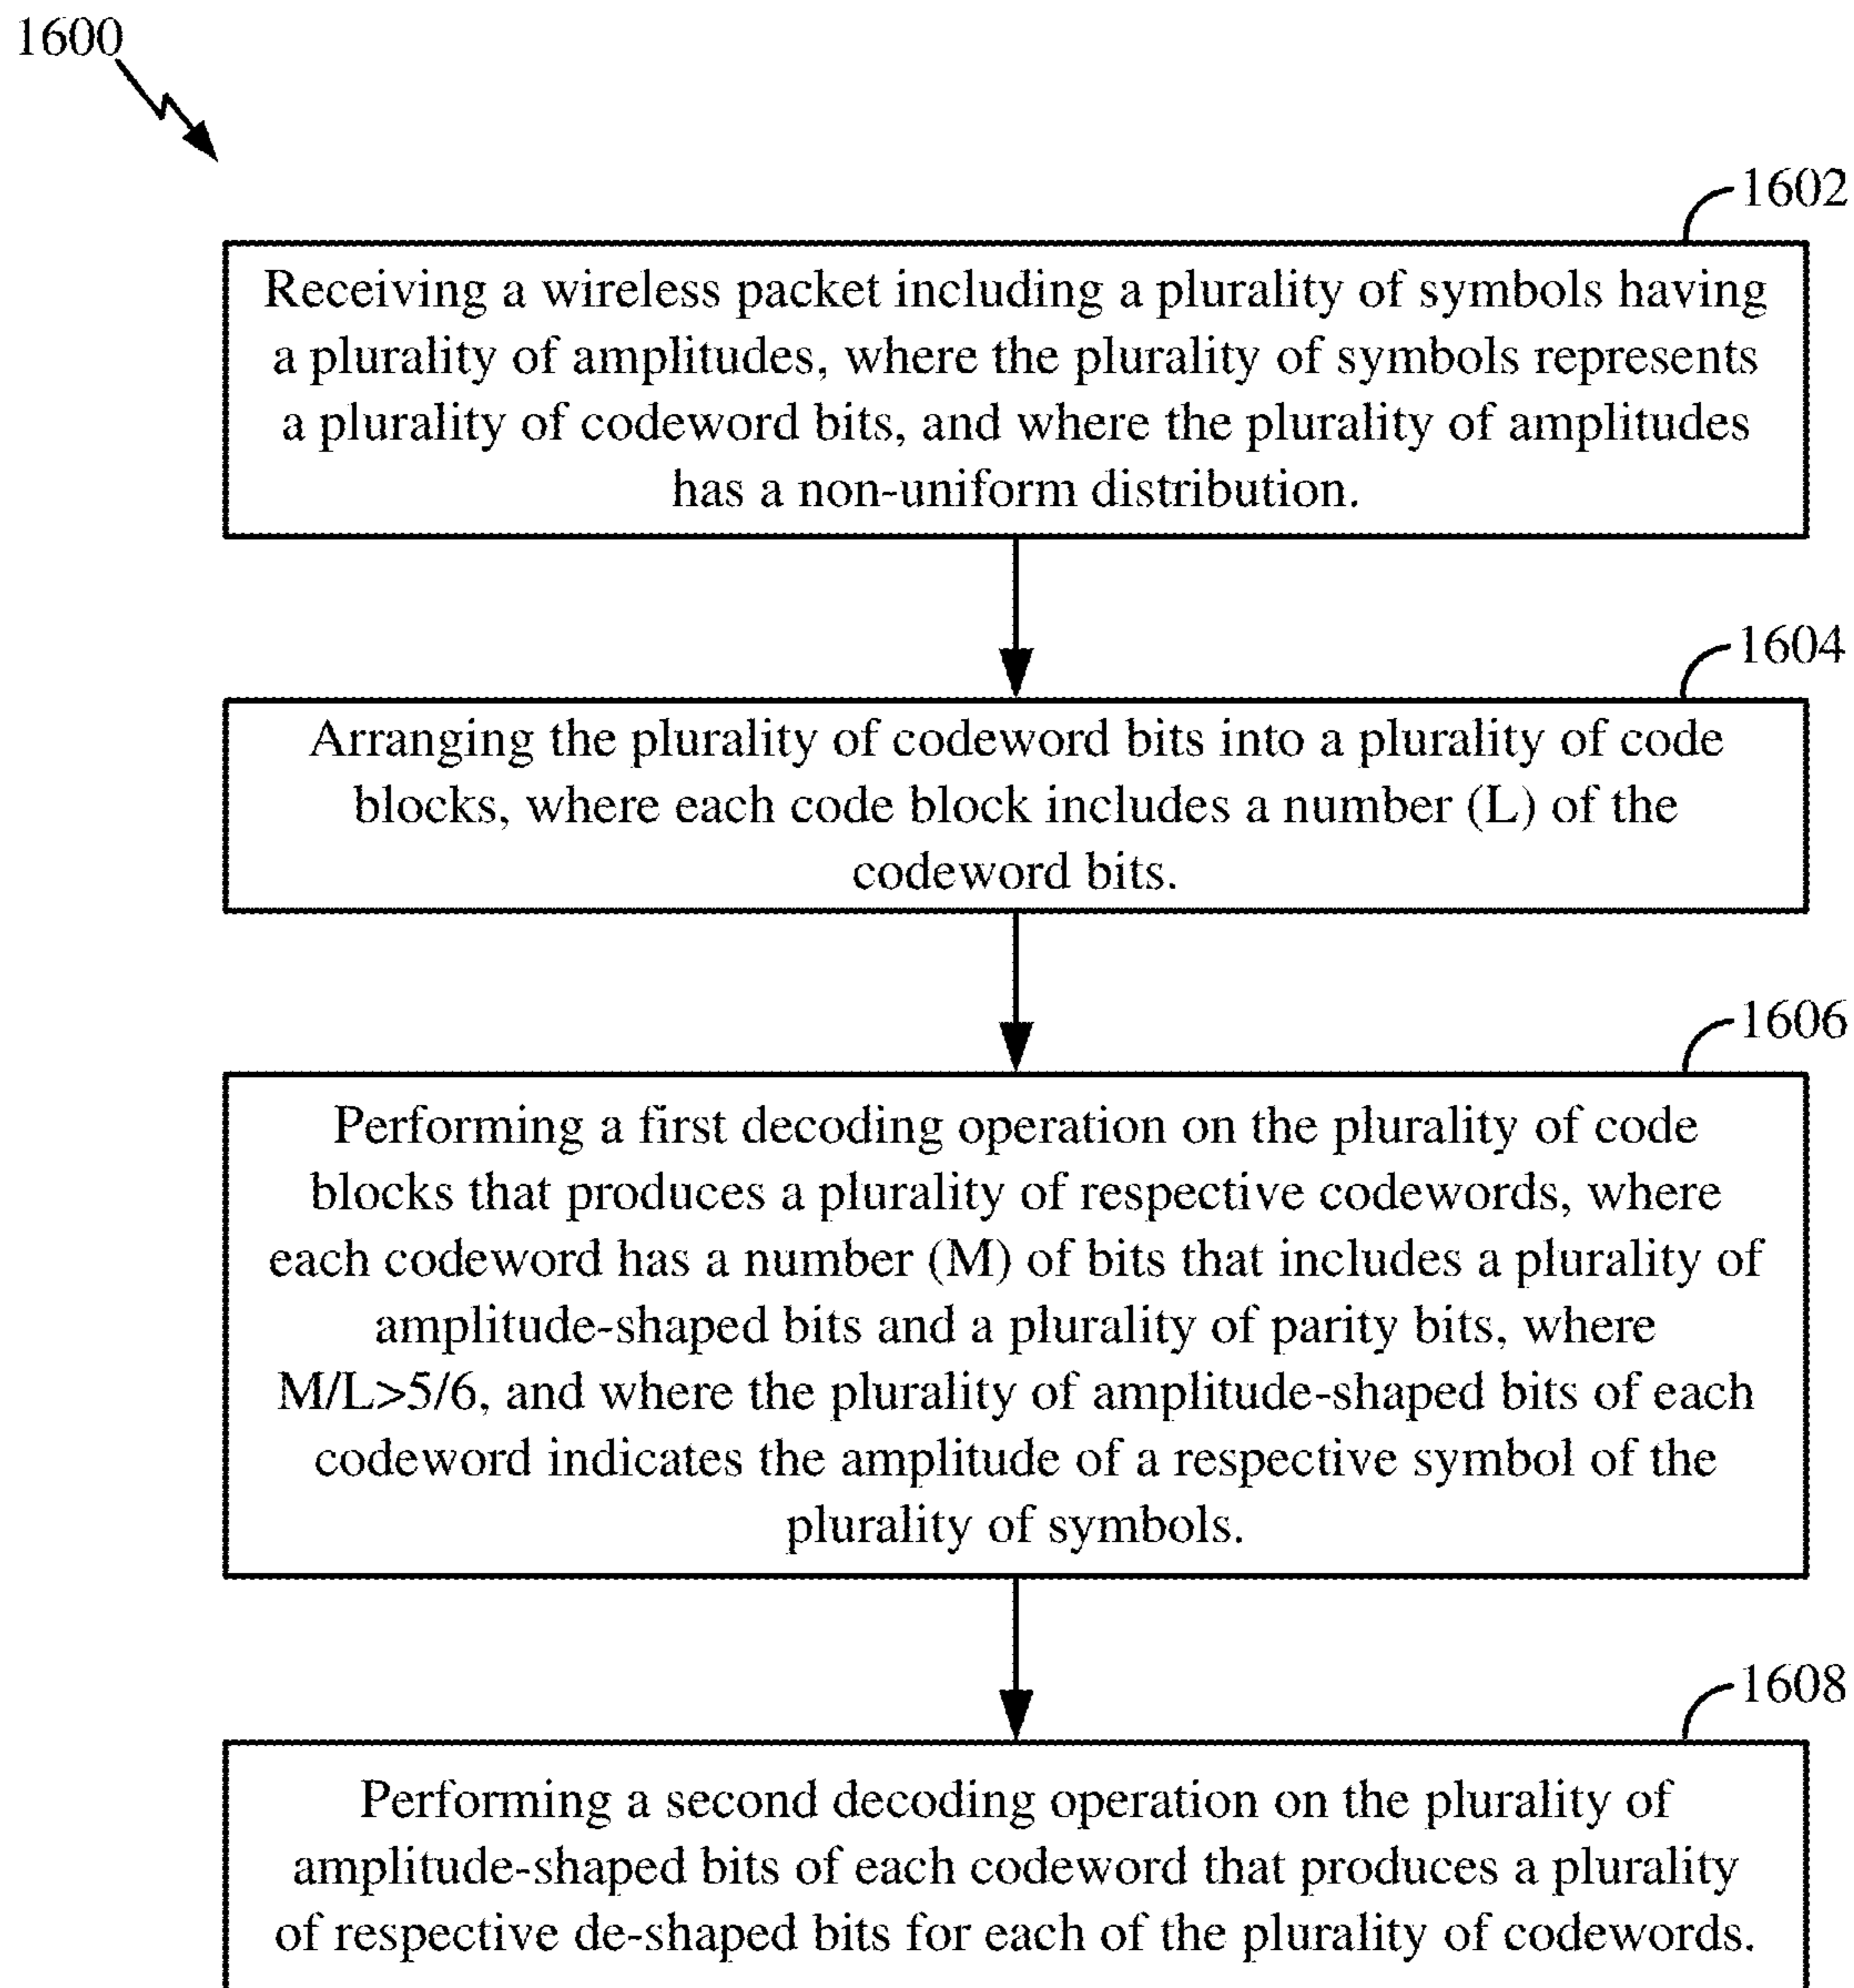 1600
1602
Receiving a wireless packet including a plurality of symbols having
a plurality of amplitudes, where the plurality of symbols represents
a plurality of codeword bits, and where the plurality of amplitudes
has a non-uniform distribution.
1604
Arranging the plurality of codeword bits into a plurality of code
blocks, where each code block includes a number (L) of the
codeword bits.
1606
Performing a first decoding operation on the plurality of code
blocks that produces a plurality of respective codewords, where
each codeword has a number (M) of bits that includes a plurality of
amplitude-shaped bits and a plurality of parity bits, where
M/L>5/6, and where the plurality of amplitude-shaped bits of each
codeword indicates the amplitude of a respective symbol of the
plurality of symbols.
1608
Performing a second decoding operation on the plurality of
amplitude-shaped bits of each codeword that produces a plurality
of respective de-shaped bits for each of the plurality of codewords.